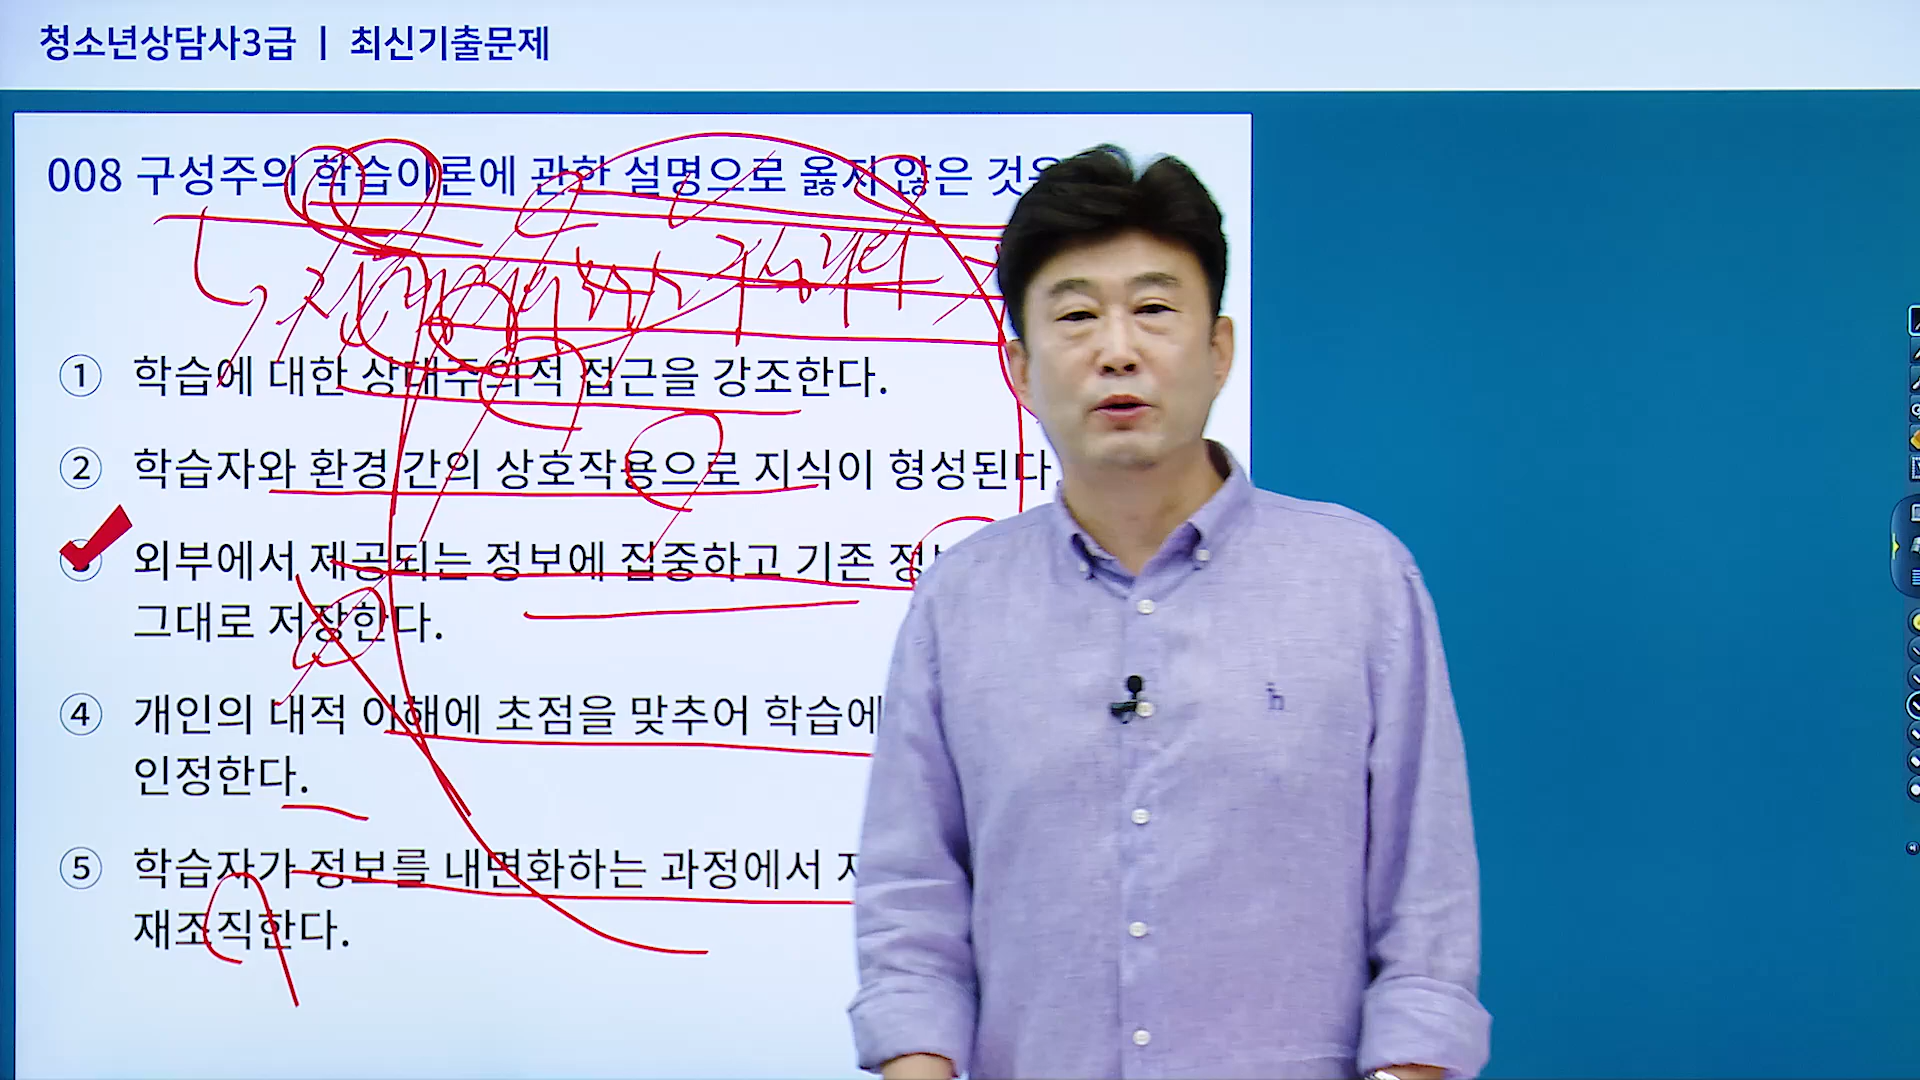 청소년상담사3급 | 최신기출문제
008 구성주의 학습이론에 관한 설명으로 옳지 않은 것은
① 학습에 대한 상대주의적 접근을 강조한다.
② 학습자와 환경 간의 상호작용으로 지식이 형성된다.
③ 외부에서 제공되는 정보에 집중하고 기존
그대로 저장한다.
④ 개인의 내적 이해에 초점을 맞추어 학습에
인정한다.
⑤ 학습자가 정보를 내면화하는 과정에서
재조직한다.